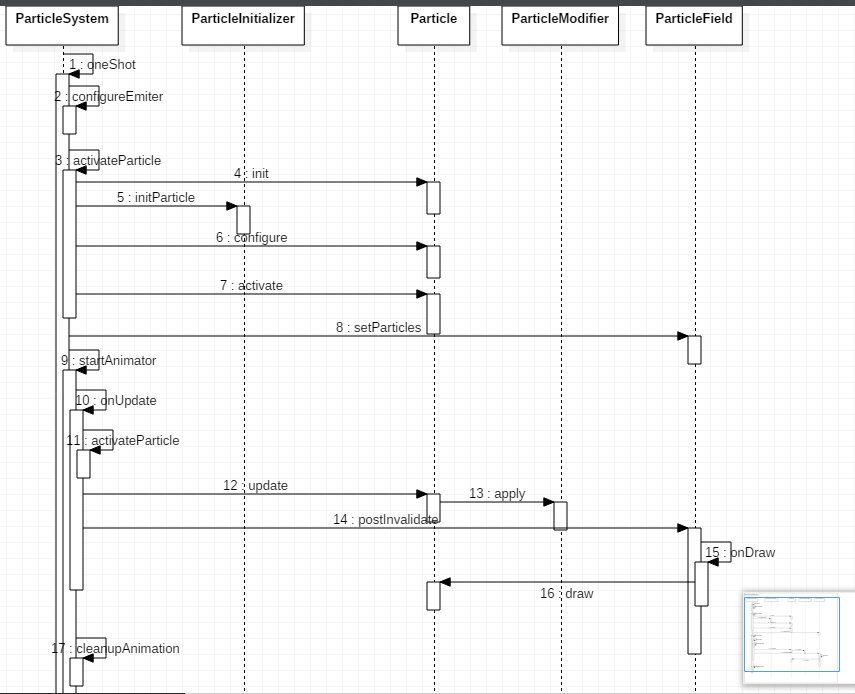 ParticleSystem
ParticleInitializer
Particle
ParticleModifier
ParticleField
1 : oneShot
2 : configureEmiter
3 : activateParticle
4 : init
5 : initParticle
6 : configure
7 : activate
8 : setParticles
9 : startAnimator
10 : onUpdate
11 : activateParticle
12 : update
13 : apply
14 : postInvalidate
15 : onDraw
16 : draw
17 : cleanupAnimation